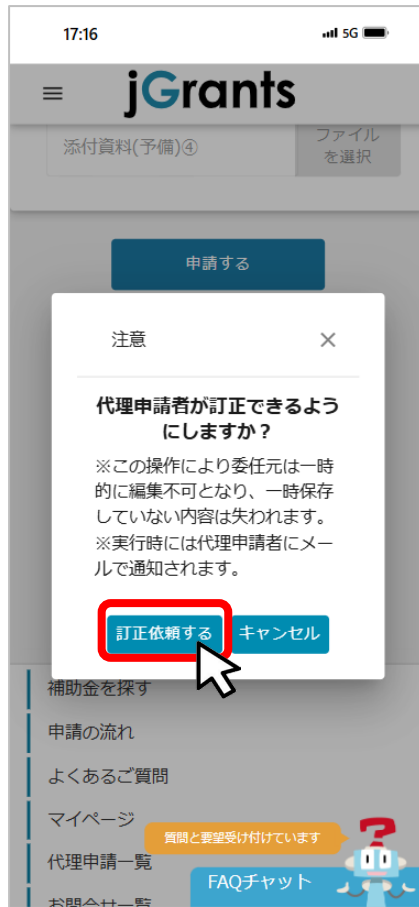 17:16
5G
jGrants
添付資料(予備)④
ファイル
を選択
申請する
注意
代理申請者が訂正できるよう
にしますか？
※この操作により委任元は一時
的に編集不可となり、一時保存
していない内容は失われます。
※実行時には代理申請者にメー
ルで通知されます。
訂正依頼する
キャンセル
補助金を探す
申請の流れ
よくあるご質問
マイページ
質問と要望受け付けています
代理申請一覧
FAQチャット
お問合せ一覧